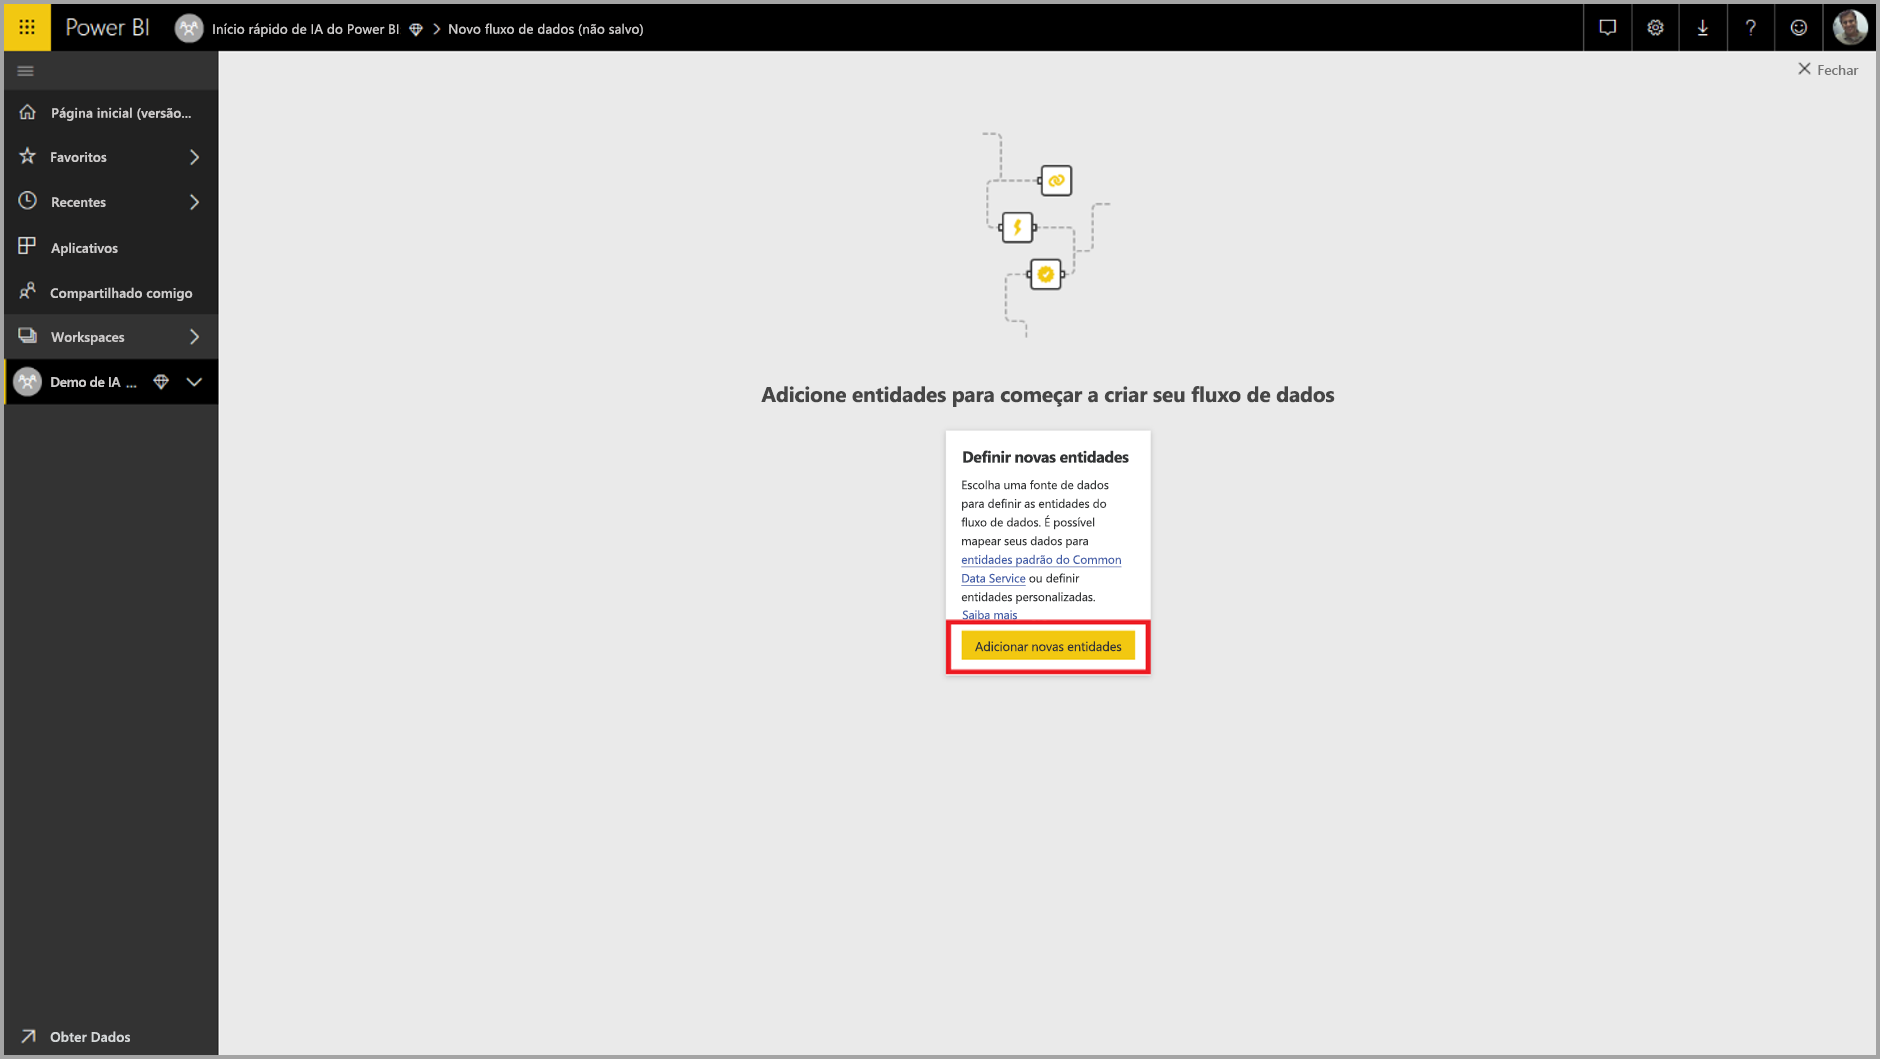 Power BI
Início rápido de IA do Power BI
Novo fluxo de dados (não salvo)
?
Fechar
Página inicial (versão...
Favoritos
Recentes
Aplicativos
Compartilhado comigo
Workspaces
Demo de IA ...
Obter Dados
Adicione entidades para começar a criar seu fluxo de dados
Definir novas entidades
Escolha uma fonte de dados
para definir as entidades do
fluxo de dados. É possível
mapear seus dados para
entidades padrão do Common
Data Service ou definir
entidades personalizadas.
Saiba mais
Adicionar novas entidades